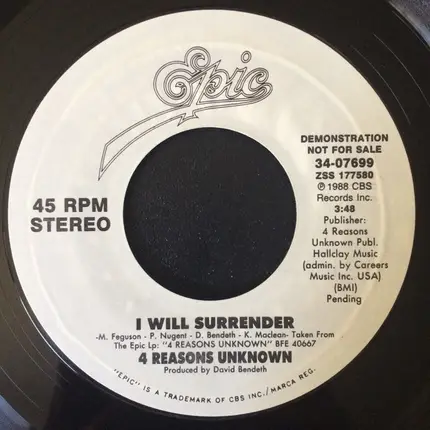 Epic
DEMONSTRATION
NOT FOR SALE
34-07699
ZSS 177580
℗ 1988 CBS
Records Inc.
3:48
Publisher:
4 Reasons
Unknown Publ.
Hallclay Music
(admin. by Careers
Music Inc. USA)
(BMI)
Pending
45 RPM
STEREO
I WILL SURRENDER
-M. Feguson - P. Nugent - D. Bendeth - K. Maclean- Taken From
The Epic Lp: "4 REASONS UNKNOWN" BFE 40667
4 REASONS UNKNOWN
Produced by David Bendeth
"EPIC" IS A TRADEMARK OF CBS INC./MARCA REG.